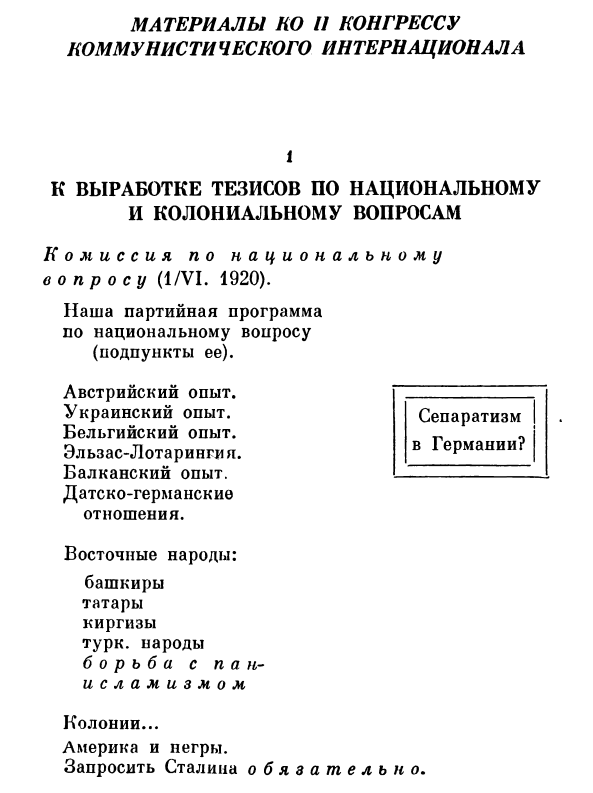 МАТЕРИАЛЫ КО II КОНГРЕССУ
КОММУНИСТИЧЕСКОГО ИНТЕРНАЦИОНАЛА
1
К ВЫРАБОТКЕ ТЕЗИСОВ ПО НАЦИОНАЛЬНОМУ
И КОЛОНИАЛЬНОМУ ВОПРОСАМ
Комиссия по национальному
вопросу (1/VI. 1920).
Наша партийная программа
по национальному вопросу
(подпункты ее).
Австрийский опыт.
Украинский опыт.
Бельгийский опыт.
Эльзас-Лотарингия.
Балканский опыт.
Датско-германские
отношения.
Сепаратизм
в Германии?
Восточные народы:
башкиры
татары
киргизы
турк. народы
борьба с пан-
исламизмом
Колонии...
Америка и негры.
Запросить Сталина обязательно.